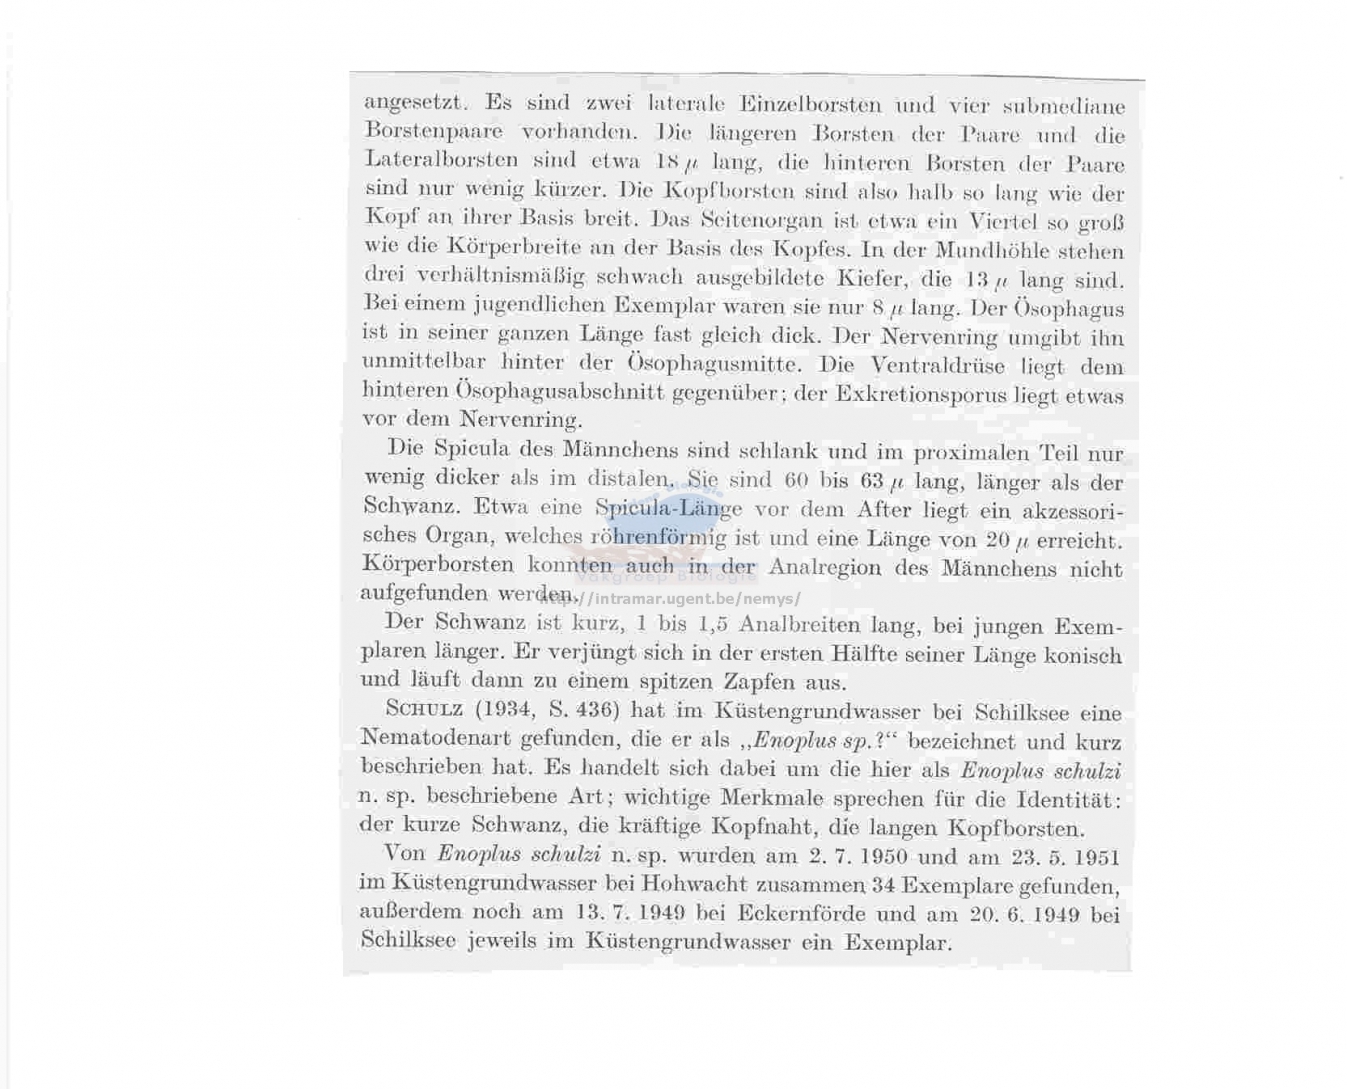 angesetzt. Es sind zwei laterale Einzelborsten und vier submediane
Borstenpaare vorhanden. Die längeren Borsten der Paare und die
Lateralborsten sind etwa 18 µ lang, die hinteren Borsten der Paare
sind nur wenig kürzer. Die Kopfborsten sind also halb so lang wie der
Kopf an ihrer Basis breit. Das Seitenorgan ist etwa ein Viertel so groß
wie die Körperbreite an der Basis des Kopfes. In der Mundhöhle stehen
drei verhältnismäßig schwach ausgebildete Kiefer, die 13 µ lang sind.
Bei einem jugendlichen Exemplar waren sie nur 8 µ lang. Der Ösophagus
ist in seiner ganzen Länge fast gleich dick. Der Nervenring umgibt ihn
unmittelbar hinter der Ösophagusmitte. Die Ventraldrüse liegt dem
hinteren Ösophagusabschnitt gegenüber; der Exkretionsporus liegt etwas
vor dem Nervenring.
Die Spicula des Männchens sind schlank und im proximalen Teil nur
wenig dicker als im distalen. Sie sind 60 bis 63 µ lang, länger als der
Schwanz. Etwa eine Spicula-Länge vor dem After liegt ein akzessori-
sches Organ, welches röhrenförmig ist und eine Länge von 20 µ erreicht.
Körperborsten konnten auch in der Analregion des Männchens nicht
Vakgroep Biologie
aufgefunden werden.
http://intramar.ugent.be/nemys/
Der Schwanz ist kurz, 1 bis 1,5 Analbreiten lang, bei jungen Exem-
plaren länger. Er verjüngt sich in der ersten Hälfte seiner Länge konisch
und läuft dann zu einem spitzen Zapfen aus.
SCHULZ (1934, S. 436) hat im Küstengrundwasser bei Schilksee eine
Nematodenart gefunden, die er als „Enoplus sp.?“ bezeichnet und kurz
beschrieben hat. Es handelt sich dabei um die hier als Enoplus schulzi
n. sp. beschriebene Art; wichtige Merkmale sprechen für die Identität:
der kurze Schwanz, die kräftige Kopfnaht, die langen Kopfborsten.
Von Enoplus schulzi n. sp. wurden am 2. 7. 1950 und am 23. 5. 1951
im Küstengrundwasser bei Hohwacht zusammen 34 Exemplare gefunden,
außerdem noch am 13. 7. 1949 bei Eckernförde und am 20. 6. 1949 bei
Schilksee jeweils im Küstengrundwasser ein Exemplar.